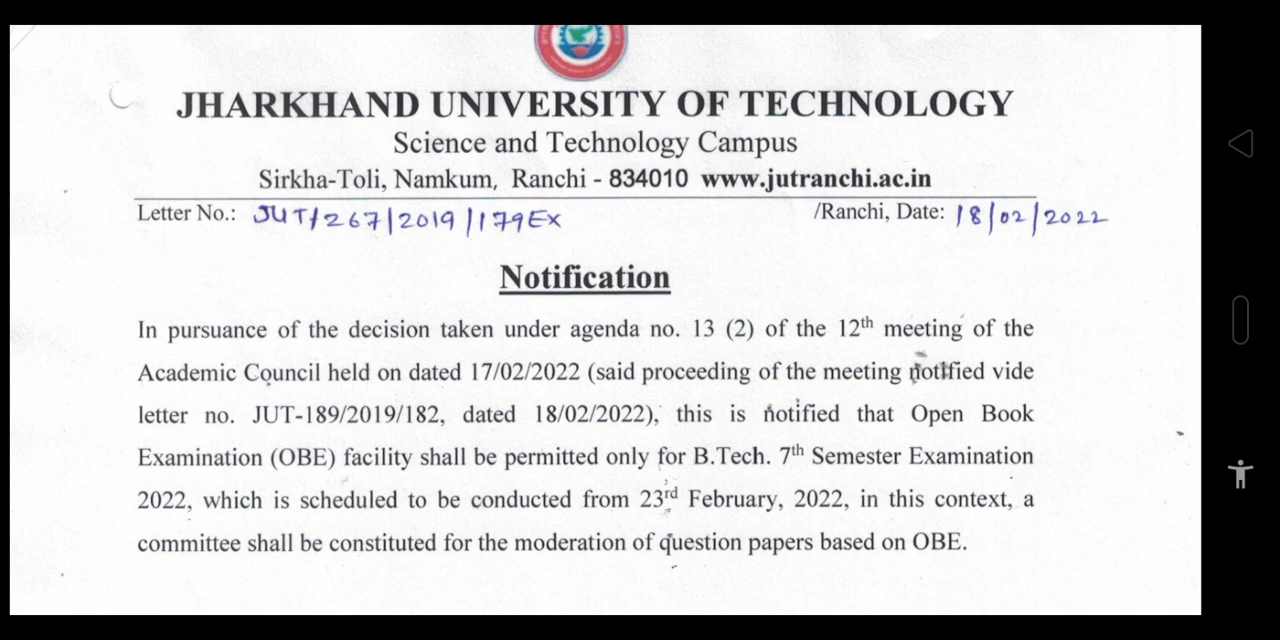 JHARKHAND UNIVERSITY OF TECHNOLOGY
Science and Technology Campus
Sirkha-Toli, Namkum, Ranchi - 834010 www.jutranchi.ac.in
Letter No.: JUT/267/2019/179Ex /Ranchi, Date: 18/02/2022
Notification
In pursuance of the decision taken under agenda no. 13 (2) of the 12th meeting of the
Academic Council held on dated 17/02/2022 (said proceeding of the meeting notified vide
letter no. JUT-189/2019/182, dated 18/02/2022), this is notified that Open Book
Examination (OBE) facility shall be permitted only for B.Tech. 7th Semester Examination
2022, which is scheduled to be conducted from 23rd February, 2022, in this context, a
committee shall be constituted for the moderation of question papers based on OBE.